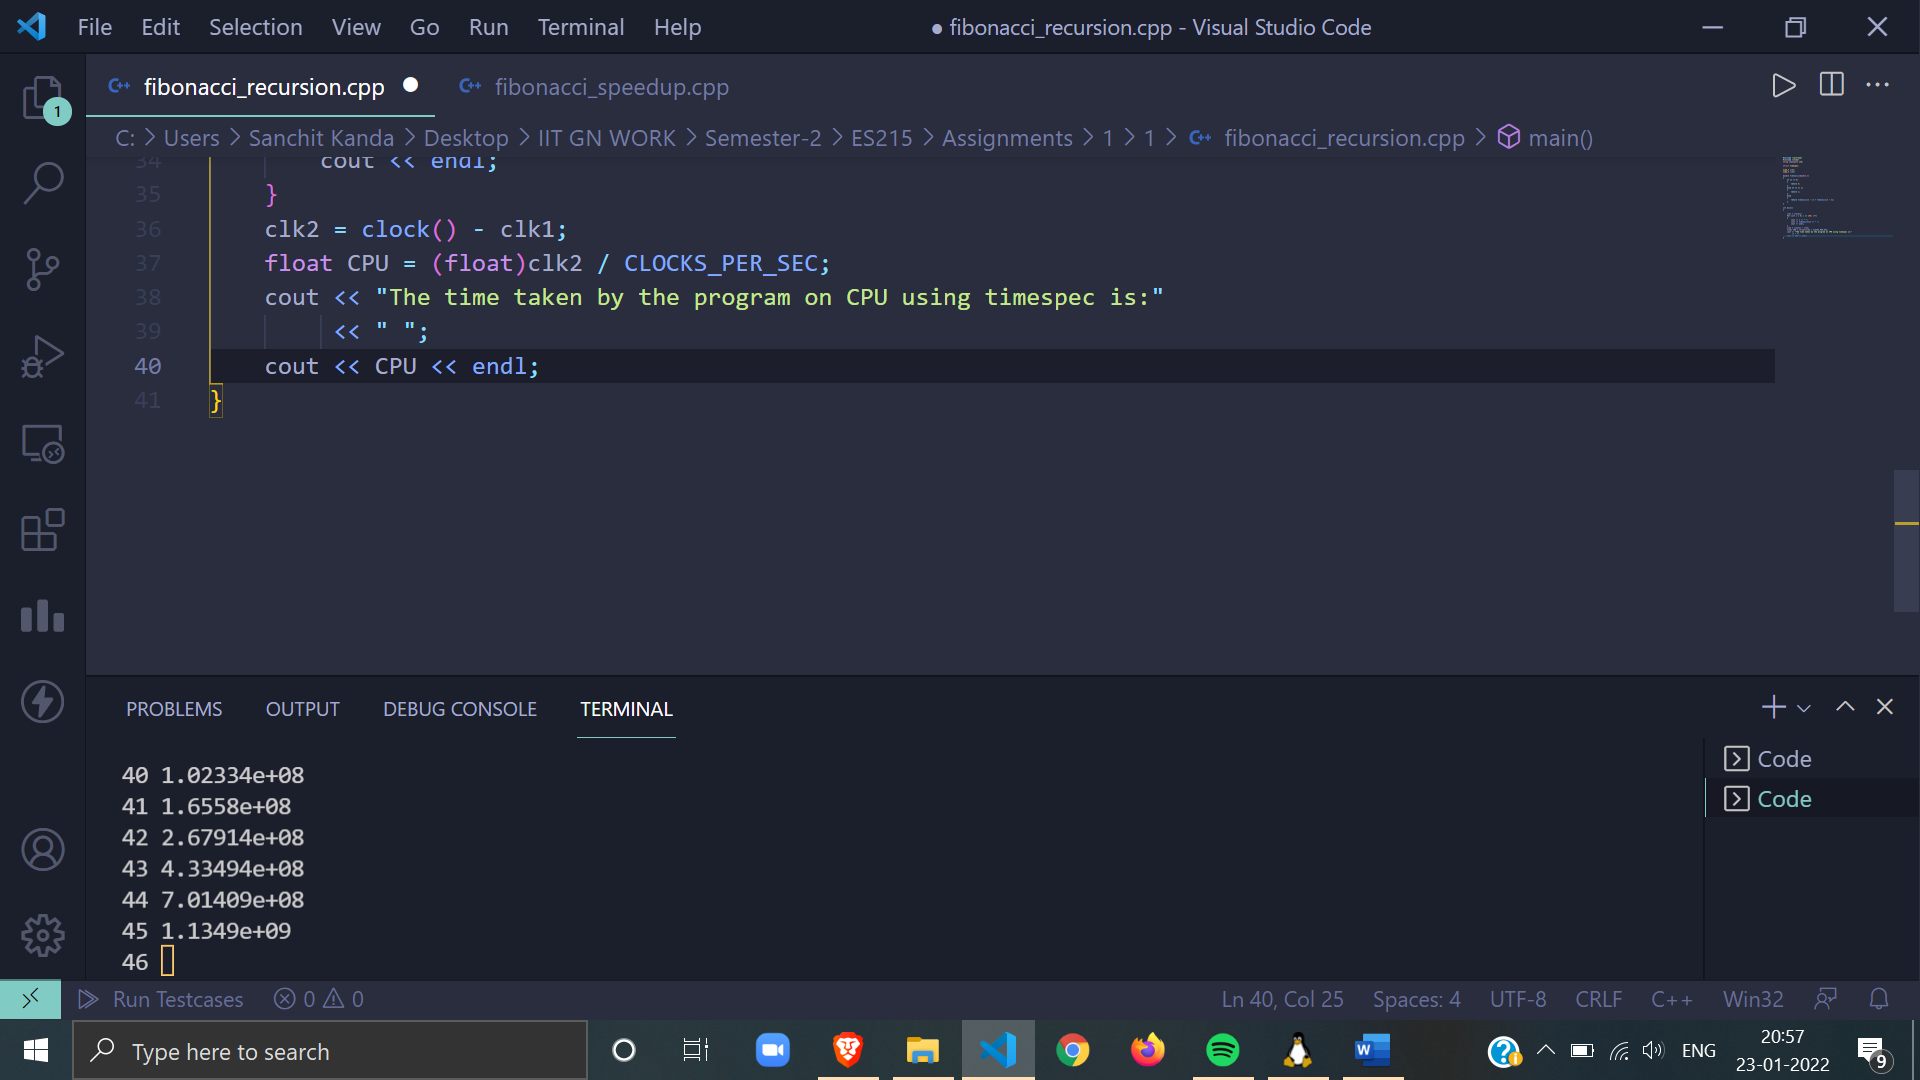 File Edit Selection View Go Run Terminal Help ● fibonacci_recursion.cpp - Visual Studio Code
fibonacci_recursion.cpp fibonacci_speedup.cpp
1
C: > Users > Sanchit Kanda > Desktop > IIT GN WORK > Semester-2 > ES215 > Assignments > 1 > 1 > fibonacci_recursion.cpp > main()
34 cout << endl;
35 }
36 clk2 = clock() - clk1;
37 float CPU = (float)clk2 / CLOCKS_PER_SEC;
38 cout << "The time taken by the program on CPU using timespec is:"
39 << " ";
40 cout << CPU << endl;
41 }
PROBLEMS OUTPUT DEBUG CONSOLE TERMINAL
Code
Code
40 1.02334e+08
41 1.6558e+08
42 2.67914e+08
43 4.33494e+08
44 7.01409e+08
45 1.1349e+09
46
Run Testcases 0 0 Ln 40, Col 25 Spaces: 4 UTF-8 CRLF C++ Win32
Type here to search
ENG
20:57
23-01-2022
9